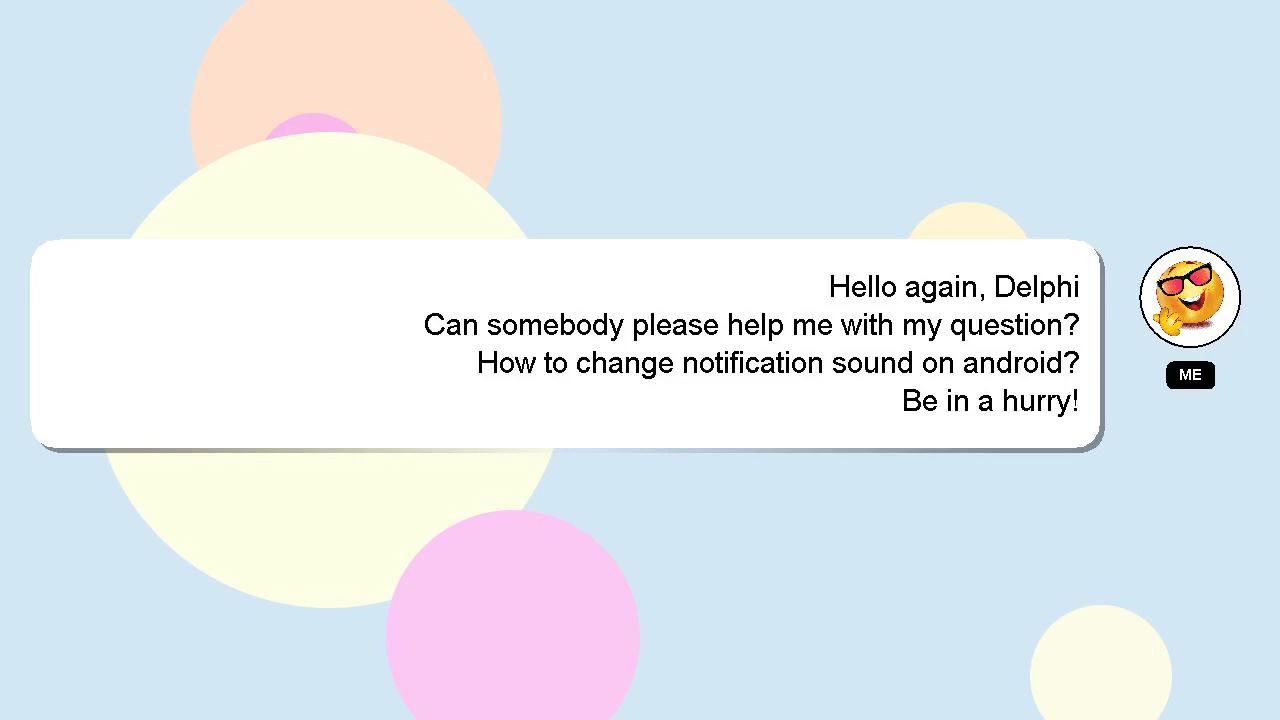 Hello again, Delphi
Can somebody please help me with my question?
How to change notification sound on android?
Be in a hurry!
ME